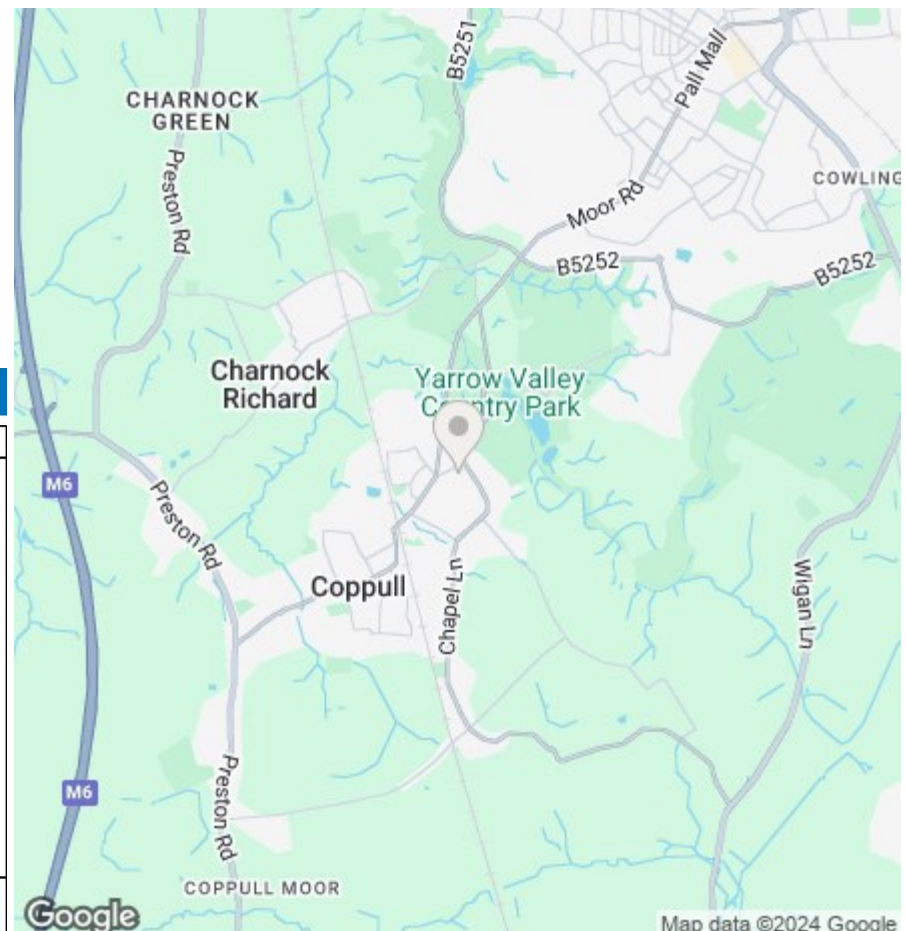 B5251
Pall Mall
CHARNOCK
GREEN
Preston Rd
COWLING
Moor Rd
B5252
B5252
Charnock
Richard
Yarrow Valley
Country Park
M6
Preston Rd
Coppull
Chapel Ln
Wigan Ln
M6
Preston Rd
COPPULL MOOR
Google
Map data ©2024 Google